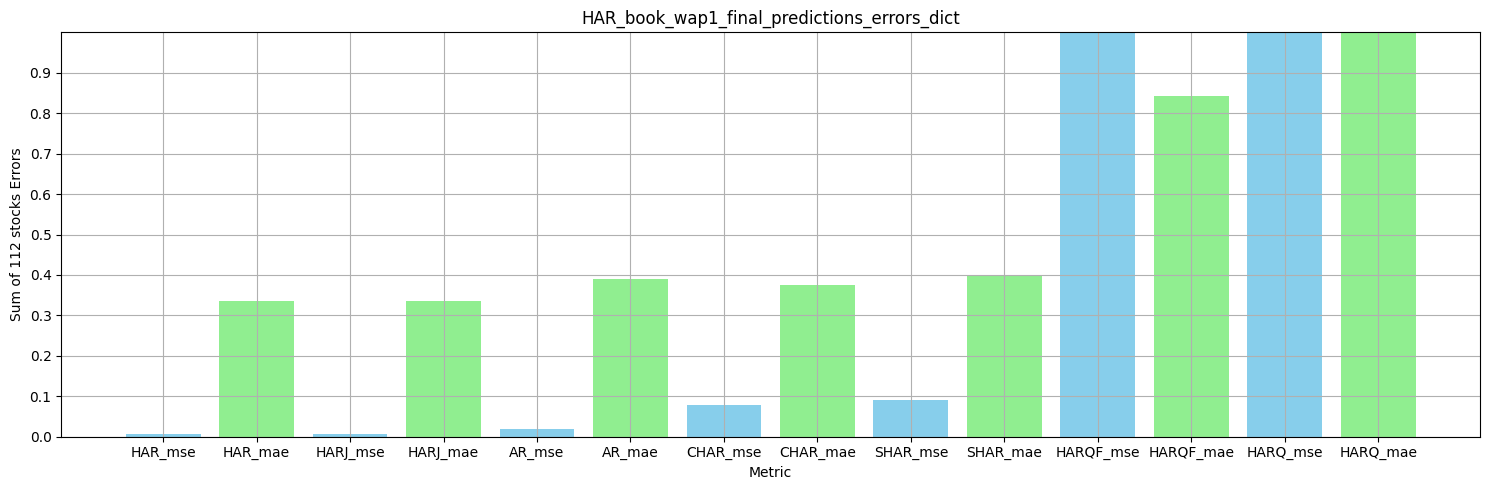 HAR_book_wap1_final_predictions_errors_dict
Sum of 112 stocks Errors
0.9
0.8
0.7
0.6
0.5
0.4
0.3
0.2
0.1
0.0
HAR_mse HAR_mae HARJ_mse HARJ_mae AR_mse AR_mae CHAR_mse CHAR_mae SHAR_mse SHAR_mae HARQF_mse HARQF_mae HARQ_mse HARQ_mae
Metric